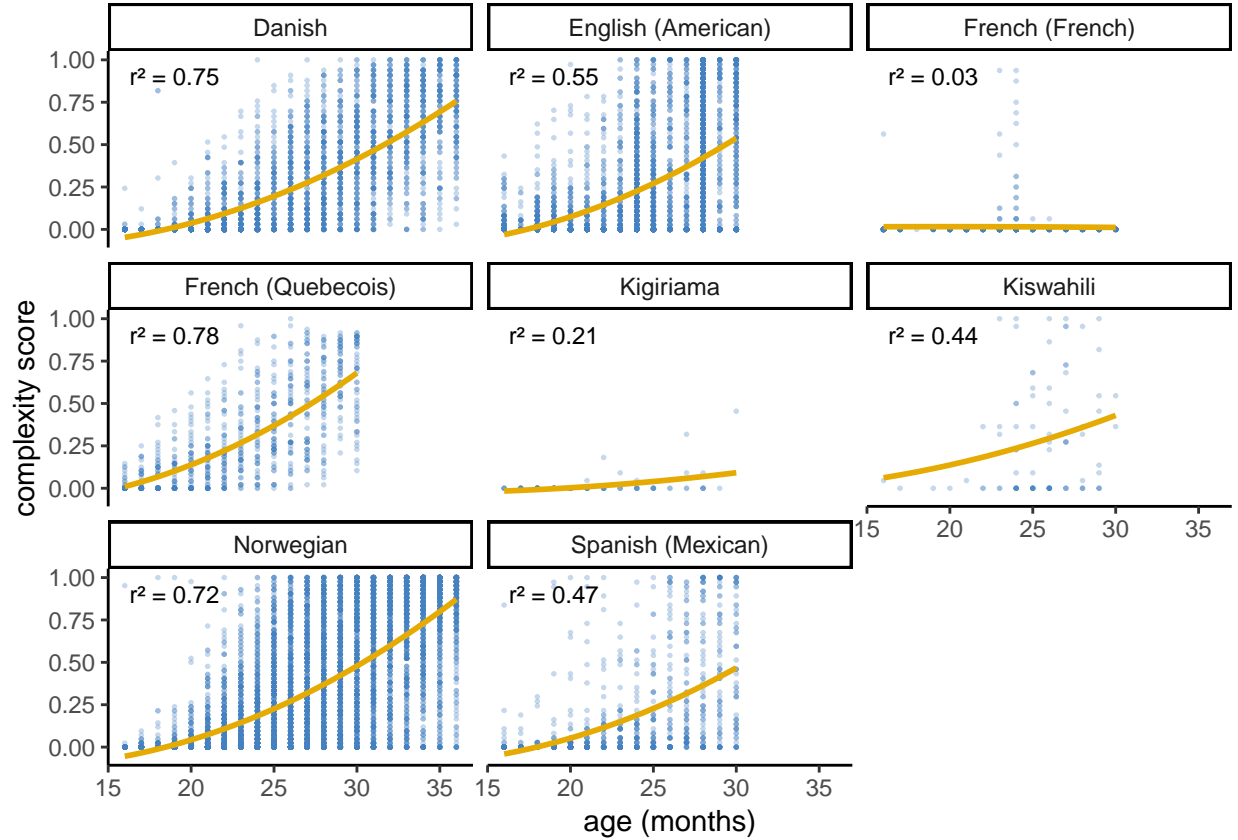 Danish
English (American)
French (French)
1.00
0.75
0.50
0.25
0.00
r² = 0.75
r² = 0.55
r² = 0.03
French (Quebecois)
Kigiriama
Kiswahili
1.00
0.75
0.50
0.25
0.00
r² = 0.78
r² = 0.21
r² = 0.44
15 20 25 30 35
Norwegian
Spanish (Mexican)
1.00
0.75
0.50
0.25
0.00
r² = 0.72
r² = 0.47
15 20 25 30 35
15 20 25 30 35
complexity score
age (months)